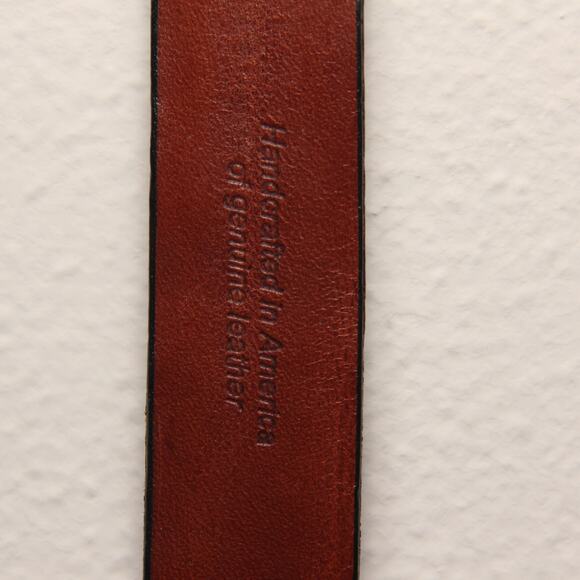 Handcrafted In America
of genuine leather